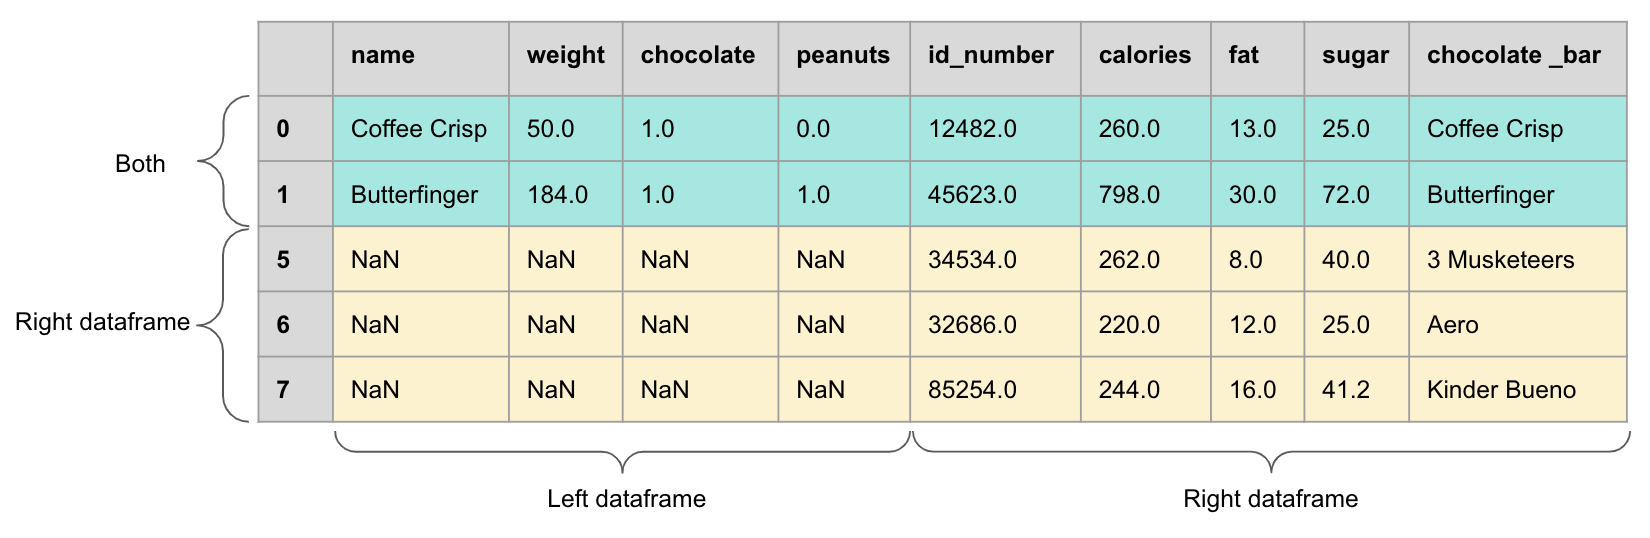 name weight chocolate peanuts id_number calories fat sugar chocolate _bar
0 Coffee Crisp 50.0 1.0 0.0 12482.0 260.0 13.0 25.0 Coffee Crisp
Both
1 Butterfinger 184.0 1.0 1.0 45623.0 798.0 30.0 72.0 Butterfinger
5 NaN NaN NaN NaN 34534.0 262.0 8.0 40.0 3 Musketeers
Right dataframe
6 NaN NaN NaN NaN 32686.0 220.0 12.0 25.0 Aero
7 NaN NaN NaN NaN 85254.0 244.0 16.0 41.2 Kinder Bueno
Left dataframe Right dataframe